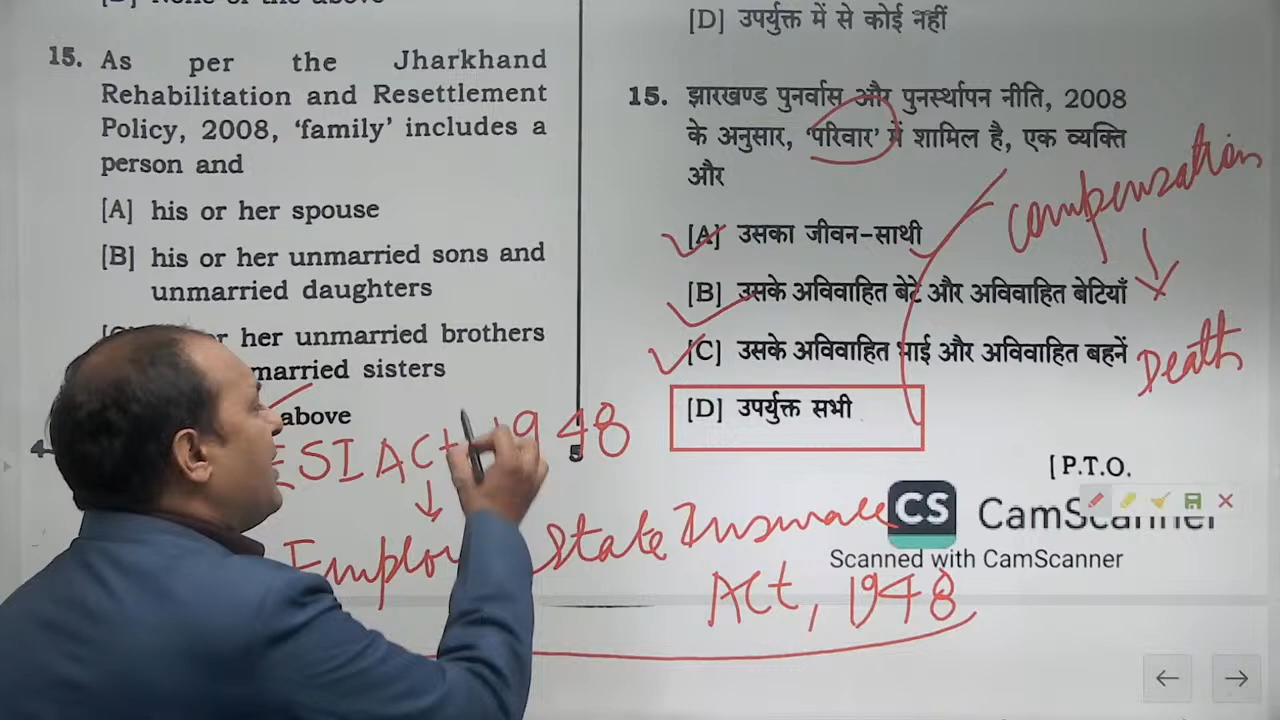 [D] उपर्युक्त में से कोई नहीं
15. As per the Jharkhand
Rehabilitation and Resettlement
Policy, 2008, ‘family’ includes a
person and
[A] his or her spouse
[B] his or her unmarried sons and
unmarried daughters
her unmarried brothers
married sisters
above
15. झारखण्ड पुनर्वास और पुनर्स्थापन नीति, 2008
के अनुसार, ‘परिवार’ में शामिल है, एक व्यक्ति
और
[A] उसका जीवन-साथी
[B] उसके अविवाहित बेटे और अविवाहित बेटियाँ
[C] उसके अविवाहित भाई और अविवाहित बहनें
[D] उपर्युक्त सभी
5
[ P.T.O.
Compensation
Death
ESI Act 1948
State
Act, 1948
CS CamScanner
Scanned with CamScanner